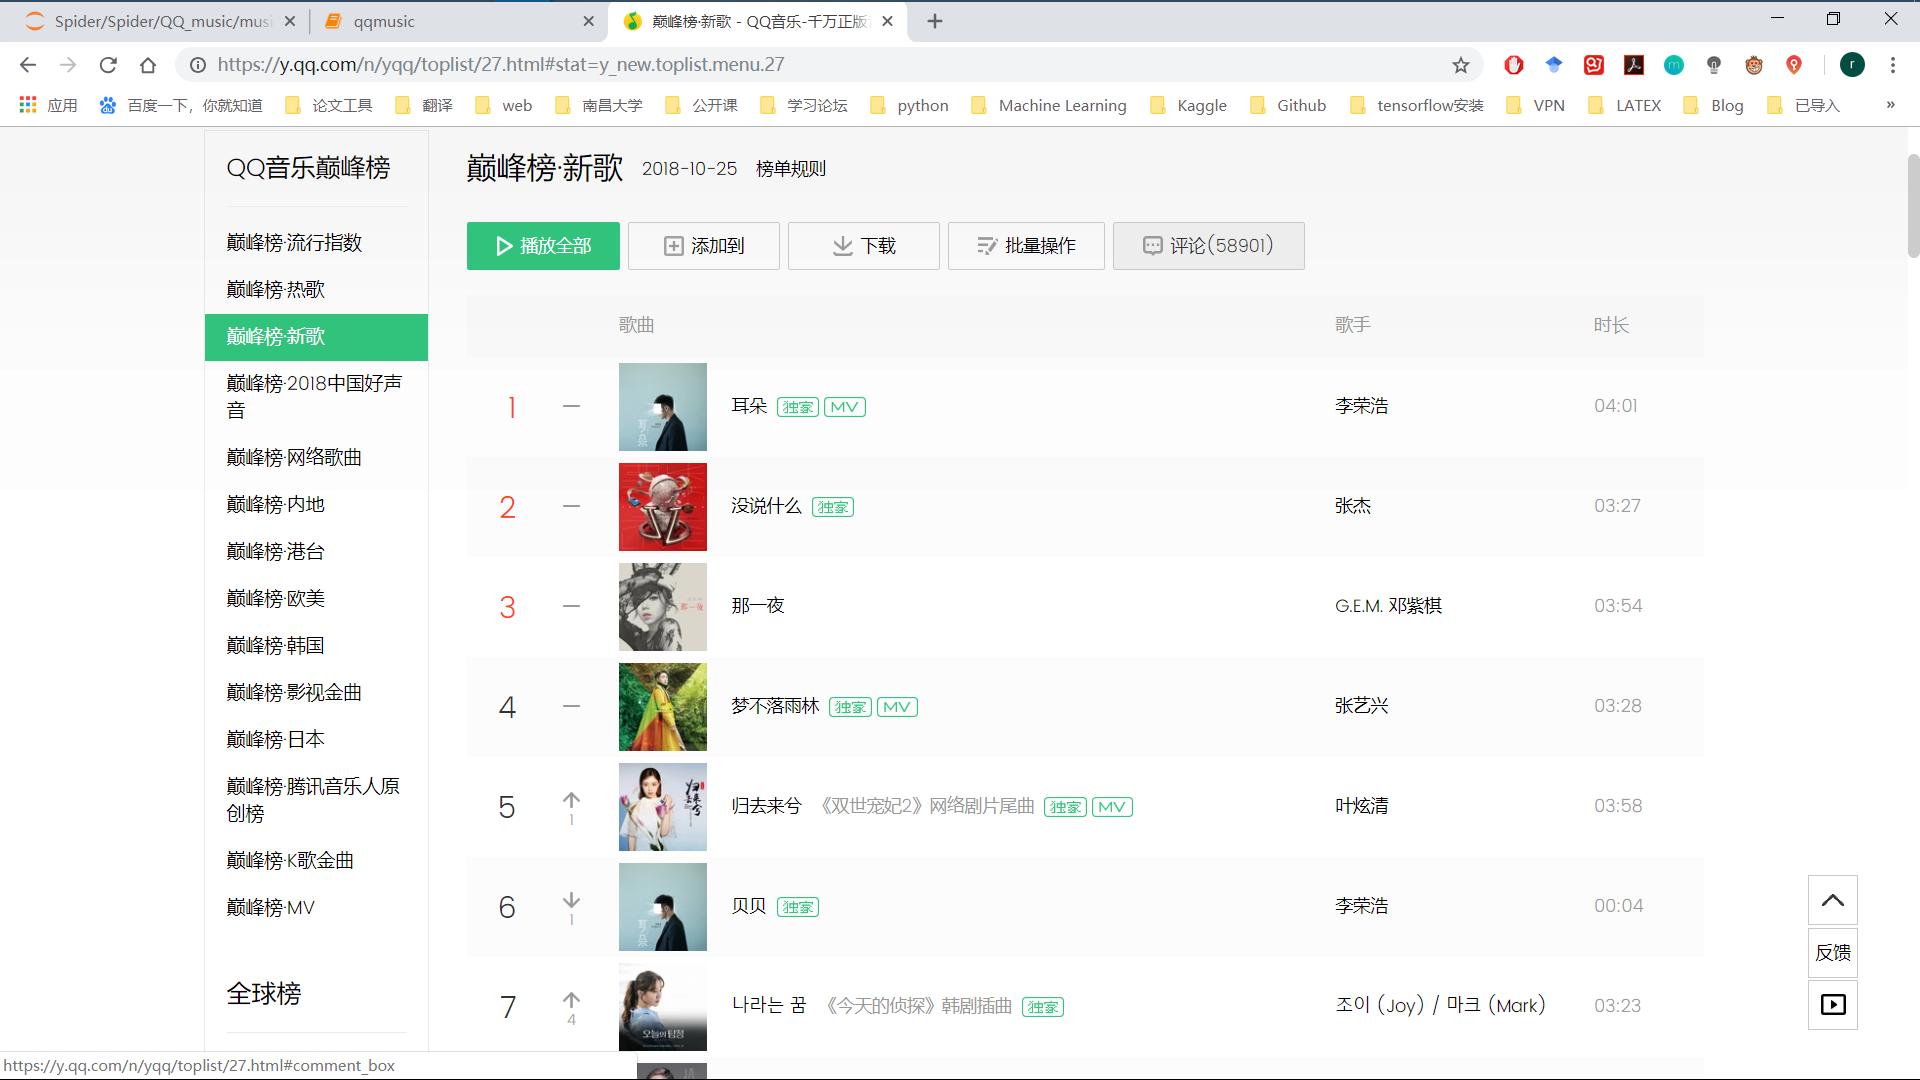 Spider/Spider/QQ_music/musi
qqmusic
巅峰榜·新歌 - QQ音乐-千万正版
https://y.qq.com/n/yqq/toplist/27.html#stat=y_new.toplist.menu.27
应用 百度一下，你就知道 论文工具 翻译 web 南昌大学 公开课 学习论坛 python Machine Learning Kaggle Github tensorflow安装 VPN LATEX Blog 已导入 »
QQ音乐巅峰榜
巅峰榜·流行指数
巅峰榜·热歌
巅峰榜·新歌
巅峰榜·2018中国好声
音
巅峰榜·网络歌曲
巅峰榜·内地
巅峰榜·港台
巅峰榜·欧美
巅峰榜·韩国
巅峰榜·影视金曲
巅峰榜·日本
巅峰榜·腾讯音乐人原
创榜
巅峰榜·K歌金曲
巅峰榜·MV
全球榜
巅峰榜·新歌 2018-10-25 榜单规则
播放全部 添加到 下载 批量操作 评论(58901)
歌曲 歌手 时长
1 耳朵 独家 MV 李荣浩 04:01
2 没说什么 独家 张杰 03:27
3 那一夜 G.E.M. 邓紫棋 03:54
4 梦不落雨林 独家 MV 张艺兴 03:28
5 1 归去来兮 《双世宠妃2》网络剧片尾曲 独家 MV 叶炫清 03:58
6 1 贝贝 独家 李荣浩 00:04
7 4 나라는 꿈 《今天的侦探》韩剧插曲 独家 조이 (Joy) / 마크 (Mark) 03:23
反馈
https://y.qq.com/n/yqq/toplist/27.html#comment_box